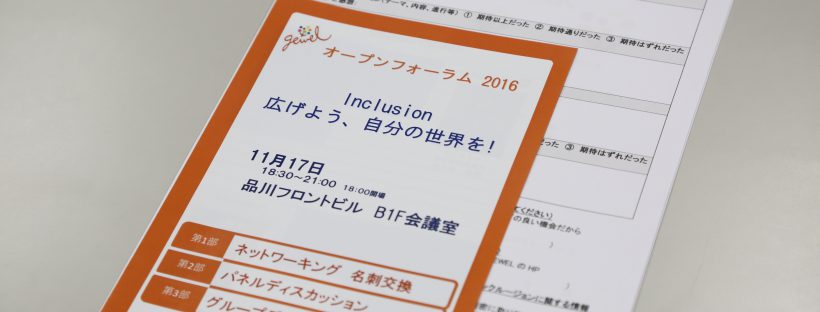 gewel
オープンフォーラム 2016
Inclusion
広げよう、自分の世界を!
11月17日
18:30～21:00 18:00開場
品川フロントビル B1F会議室
第1部 ネットワーキング 名刺交換
第2部 パネルディスカッション
第3部 グループ
(テーマ、内容、進行等) ① 期待以上だった ② 期待通りだった ③ 期待はずれだった
だった ③ 期待はずれだった
てください)
の良い機会だから
)
EWEL の HP
)
ンクルージョンに関する情報